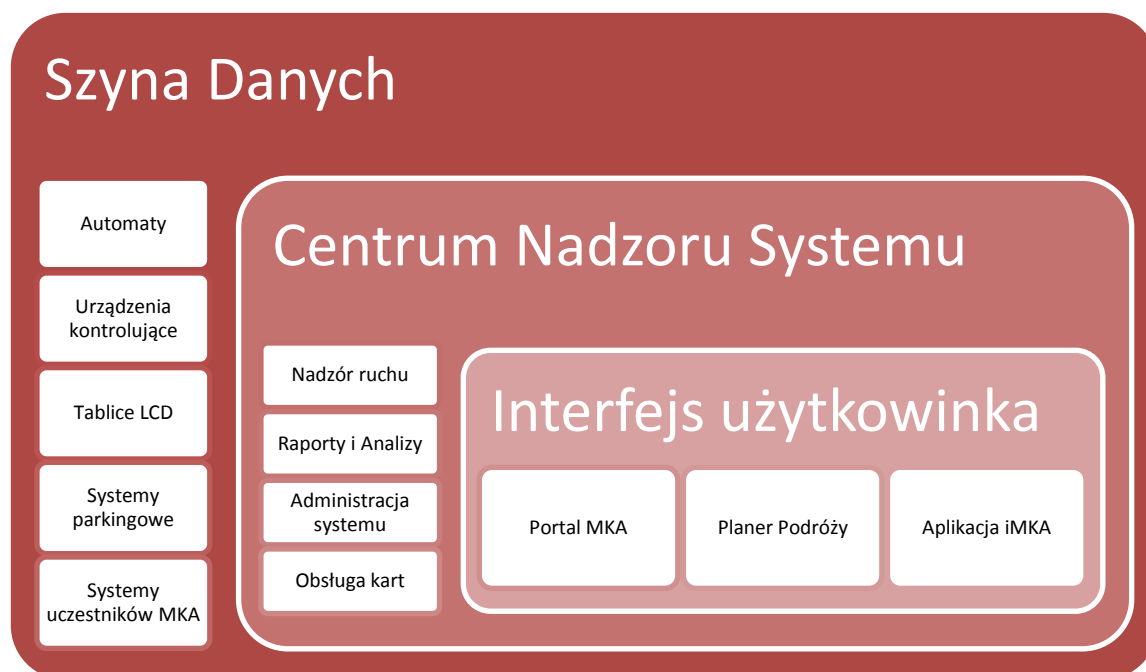 Szyna Danych
Automaty
Urządzenia
kontrolujące
Tablice LCD
Systemy
parkingowe
Systemy
uczestników MKA
Centrum Nadzoru Systemu
Nadzór ruchu
Raporty i Analizy
Administracja
systemu
Obsługa kart
Interfejs użytkowinka
Portal MKA
Planer Podróży
Aplikacja iMKA